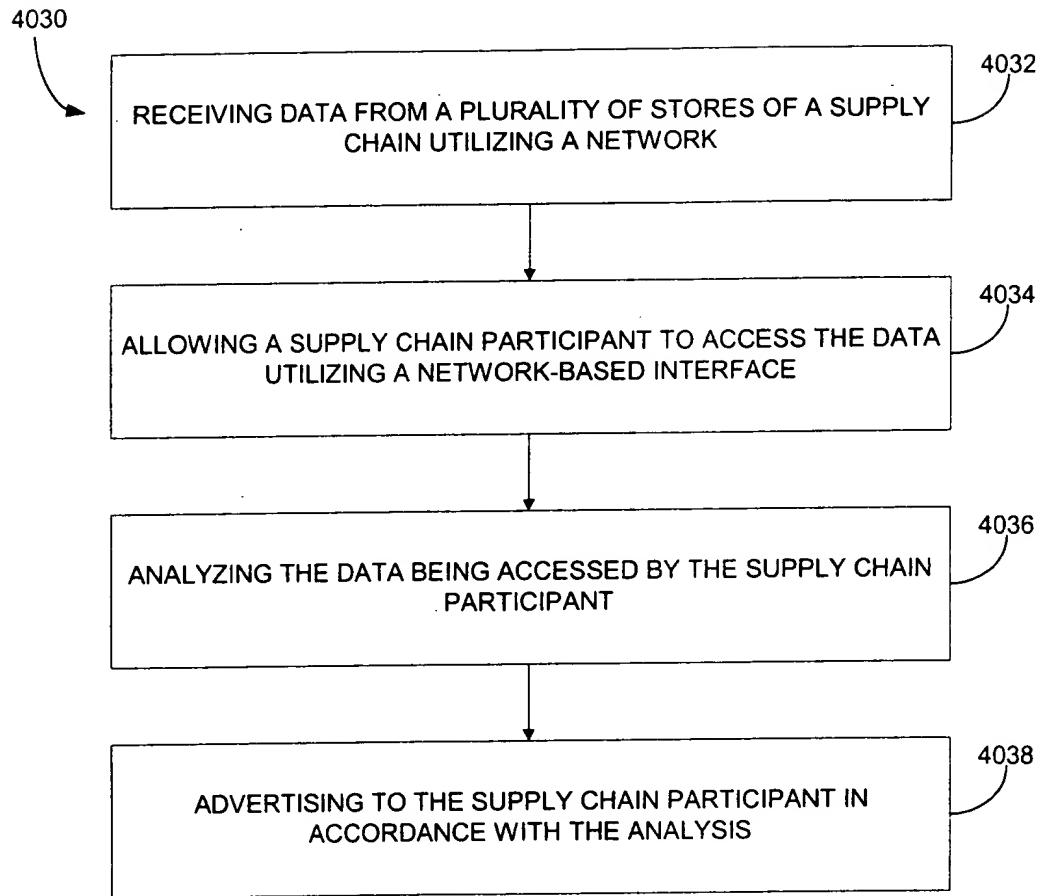 4030
4032
RECEIVING DATA FROM A PLURALITY OF STORES OF A SUPPLY
CHAIN UTILIZING A NETWORK
4034
ALLOWING A SUPPLY CHAIN PARTICIPANT TO ACCESS THE DATA
UTILIZING A NETWORK-BASED INTERFACE
4036
ANALYZING THE DATA BEING ACCESSED BY THE SUPPLY CHAIN
PARTICIPANT
4038
ADVERTISING TO THE SUPPLY CHAIN PARTICIPANT IN
ACCORDANCE WITH THE ANALYSIS